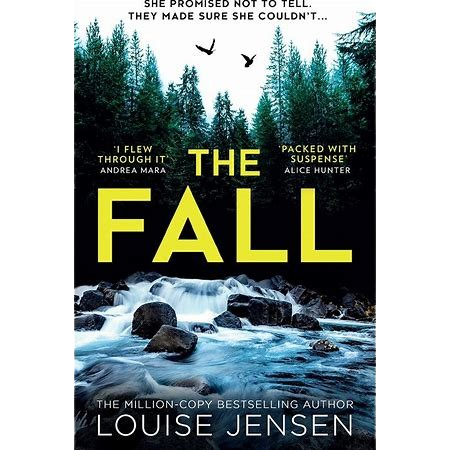 SHE PROMISED NOT TO TELL.
THEY MADE SURE SHE COULDN'T...
'I FLEW
THROUGH IT'
ANDREA MARA
'PACKED WITH
SUSPENSE'
ALICE HUNTER
THE
FALL
THE MILLION-COPY BESTSELLING AUTHOR
LOUISE JENSEN